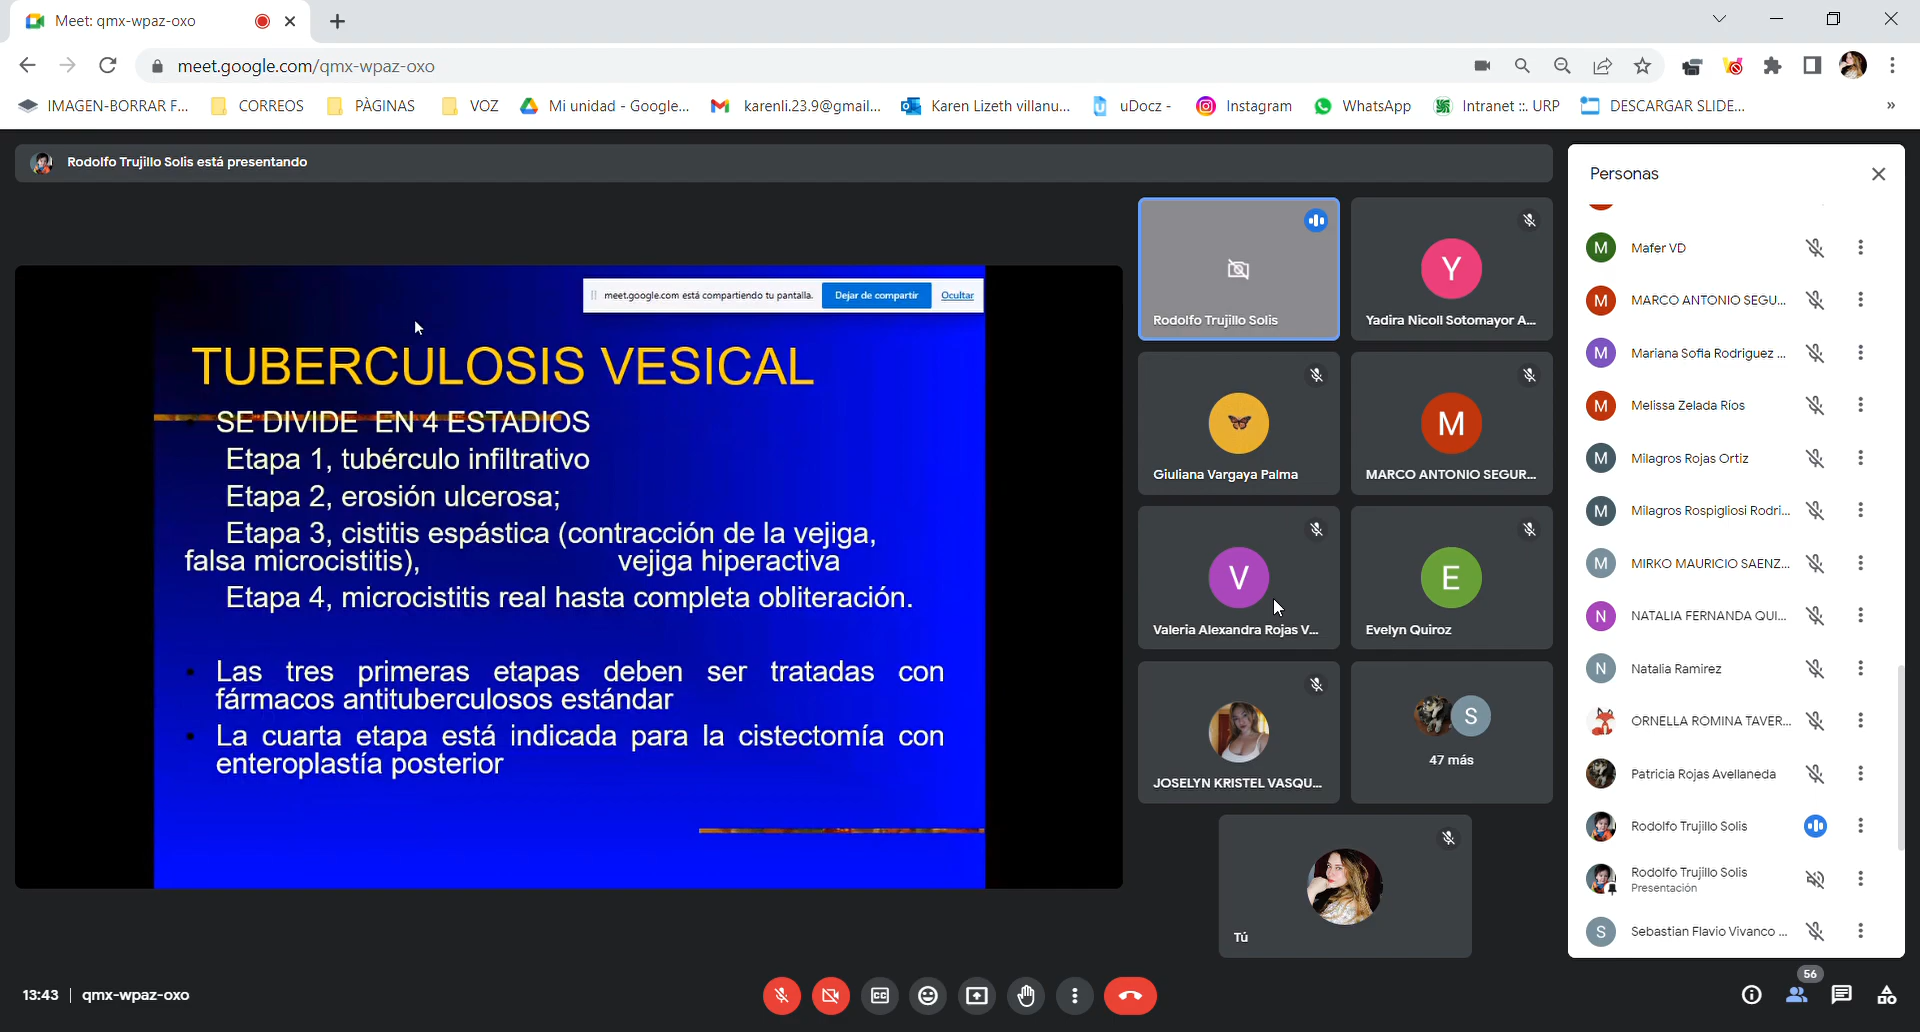 Meet: qmx-wpaz-oxo
meet.google.com/qmx-wpaz-oxo
IMAGEN-BORRAR F...
CORREOS
PÀGINAS
VOZ
Mi unidad - Google...
karenli.23.9@gmail...
Karen Lizeth villanu...
uDocz -
Instagram
WhatsApp
Intranet ::. URP
DESCARGAR SLIDE...
»
Rodolfo Trujillo Solis está presentando
meet.google.com está compartiendo tu pantalla.
Dejar de compartir
Ocultar
TUBERCULOSIS VESICAL
SE DIVIDE EN 4 ESTADIOS
Etapa 1, tubérculo infiltrativo
Etapa 2, erosión ulcerosa;
Etapa 3, cistitis espástica (contracción de la vejiga,
falsa microcistitis), vejiga hiperactiva
Etapa 4, microcistitis real hasta completa obliteración.
• Las tres primeras etapas deben ser tratadas con
fármacos antituberculosos estándar
• La cuarta etapa está indicada para la cistectomía con
enteroplastía posterior
Rodolfo Trujillo Solis
Y
Yadira Nicoll Sotomayor A...
Giuliana Vargaya Palma
M
MARCO ANTONIO SEGUR...
V
Valeria Alexandra Rojas V...
E
Evelyn Quiroz
JOSELYN KRISTEL VASQU...
S
47 más
Tú
Personas
M Mafer VD
M MARCO ANTONIO SEGU...
M Mariana Sofia Rodriguez ...
M Melissa Zelada Rios
M Milagros Rojas Ortiz
M Milagros Rospigliosi Rodri...
M MIRKO MAURICIO SAENZ...
N NATALIA FERNANDA QUI...
N Natalia Ramirez
ORNELLA ROMINA TAVER...
Patricia Rojas Avellaneda
Rodolfo Trujillo Solis
Rodolfo Trujillo Solis
Presentación
S Sebastian Flavio Vivanco ...
13:43 | qmx-wpaz-oxo
CC
56